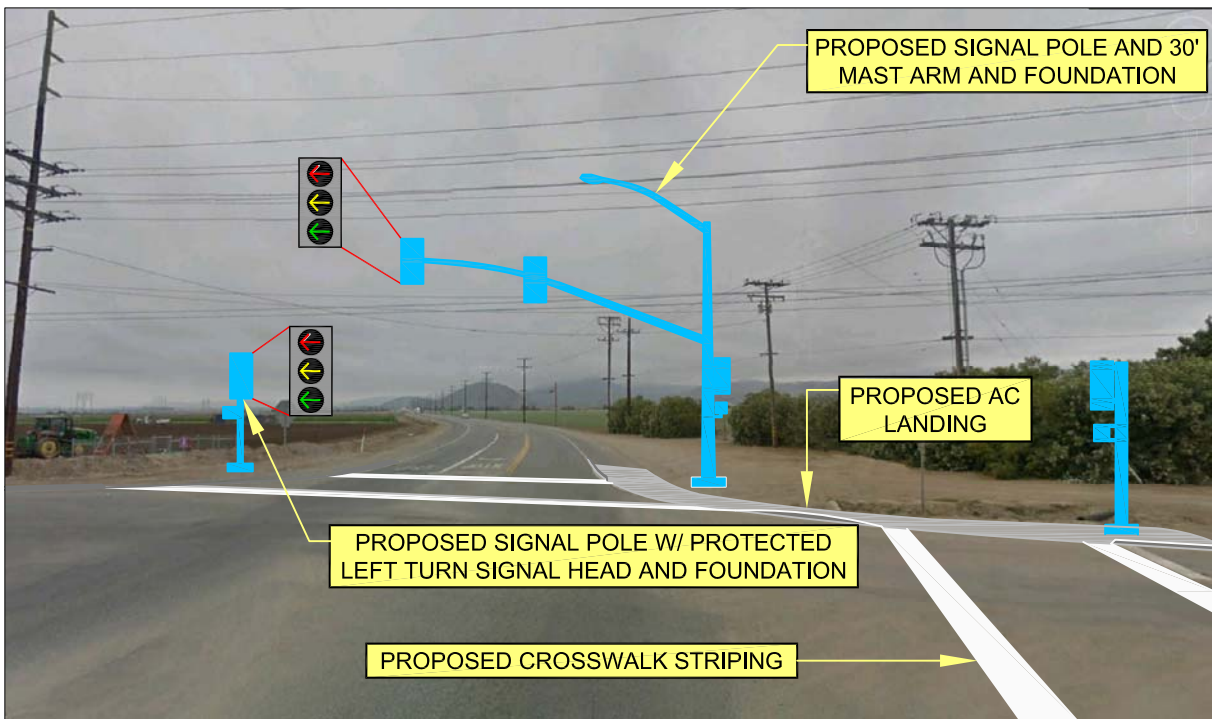 PROPOSED SIGNAL POLE AND 30'
MAST ARM AND FOUNDATION
PROPOSED AC
LANDING
PROPOSED SIGNAL POLE W/ PROTECTED
LEFT TURN SIGNAL HEAD AND FOUNDATION
PROPOSED CROSSWALK STRIPING